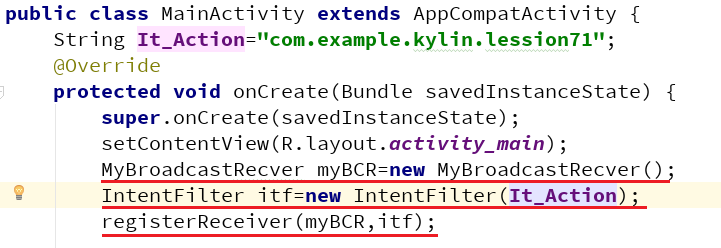 public class MainActivity extends AppCompatActivity {
    String It_Action="com.example.kylin.lession71";
    @Override
    protected void onCreate(Bundle savedInstanceState) {
        super.onCreate(savedInstanceState);
        setContentView(R.layout.activity_main);
        MyBroadcastRecver myBCR=new MyBroadcastRecver();
        IntentFilter itf=new IntentFilter(It_Action);
        registerReceiver(myBCR,itf);